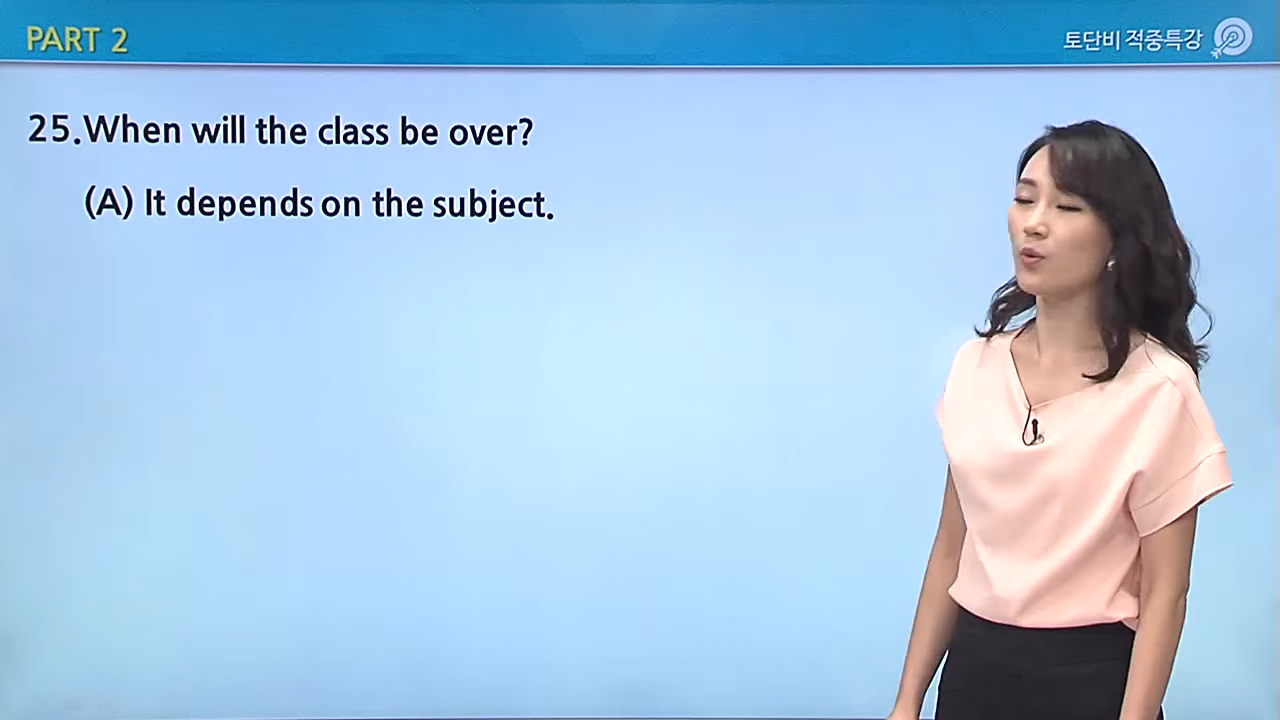 PART 2
토단비 적중특강
25.When will the class be over?
(A) It depends on the subject.